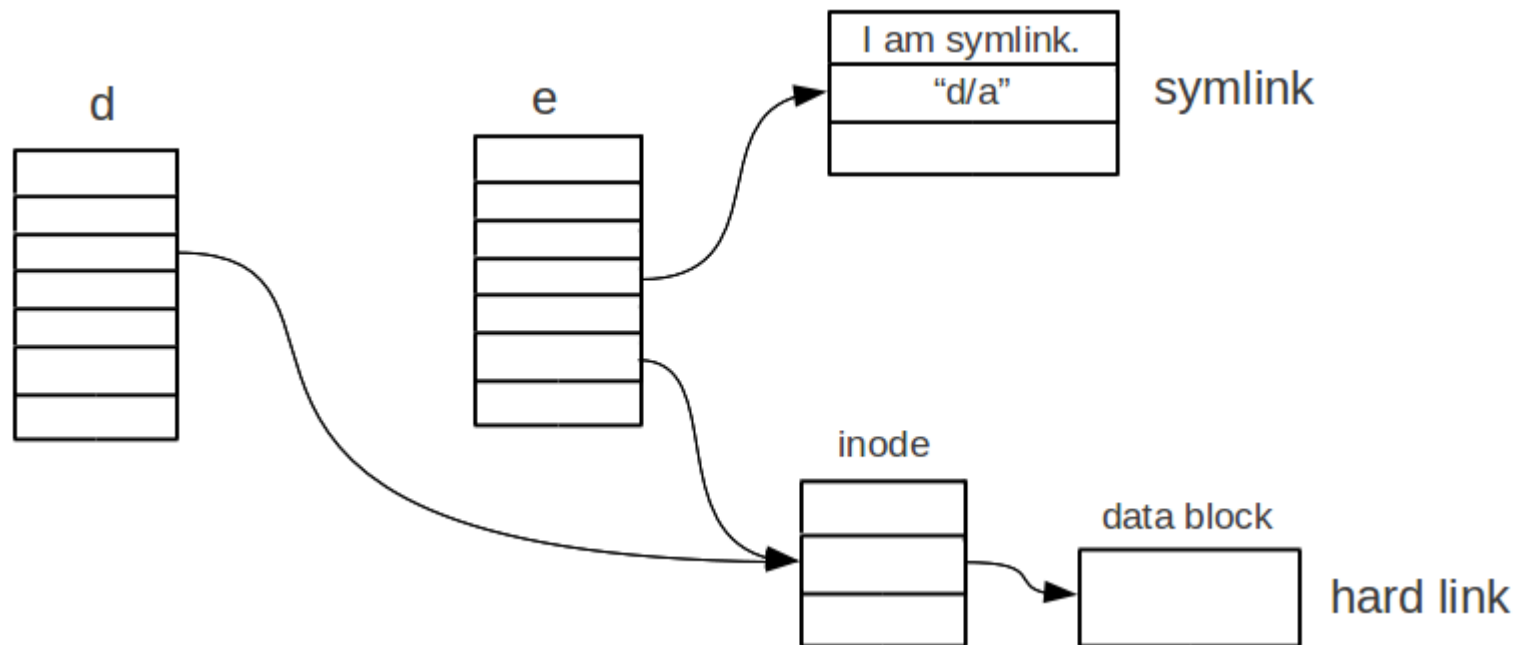 I am symlink.
“d/a”
symlink
d
e
inode
data block
hard link